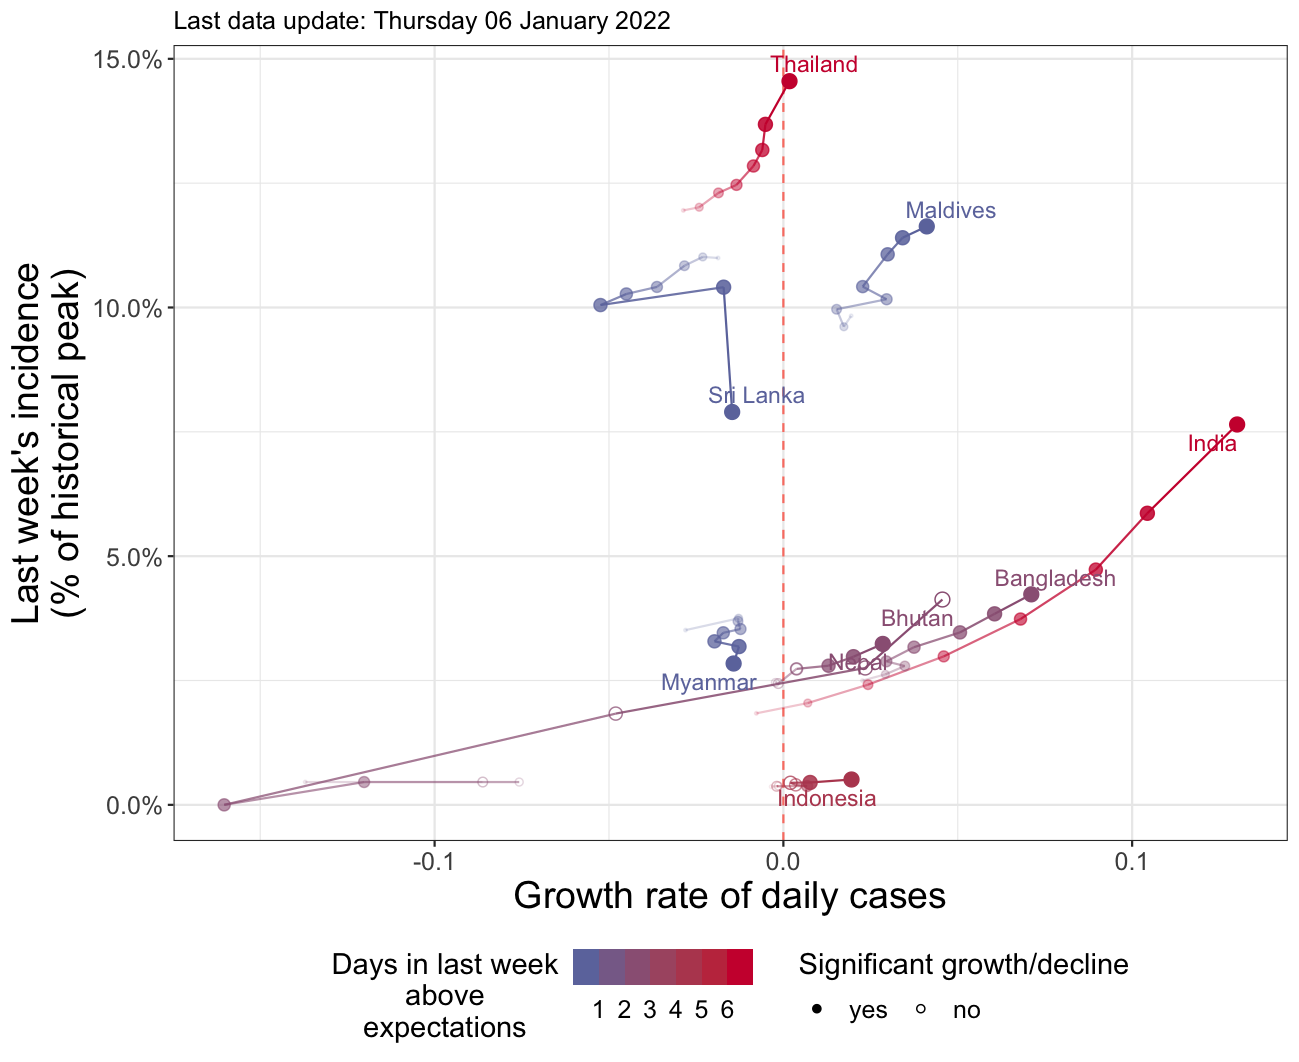 Last data update: Thursday 06 January 2022
15.0%
10.0%
5.0%
0.0%
Last week's incidence
(% of historical peak)
Thailand
Maldives
Sri Lanka
India
Bangladesh
Bhutan
Nepal
Myanmar
Indonesia
-0.1
0.0
0.1
Growth rate of daily cases
Days in last week
above
expectations
1 2 3 4 5 6
Significant growth/decline
yes no